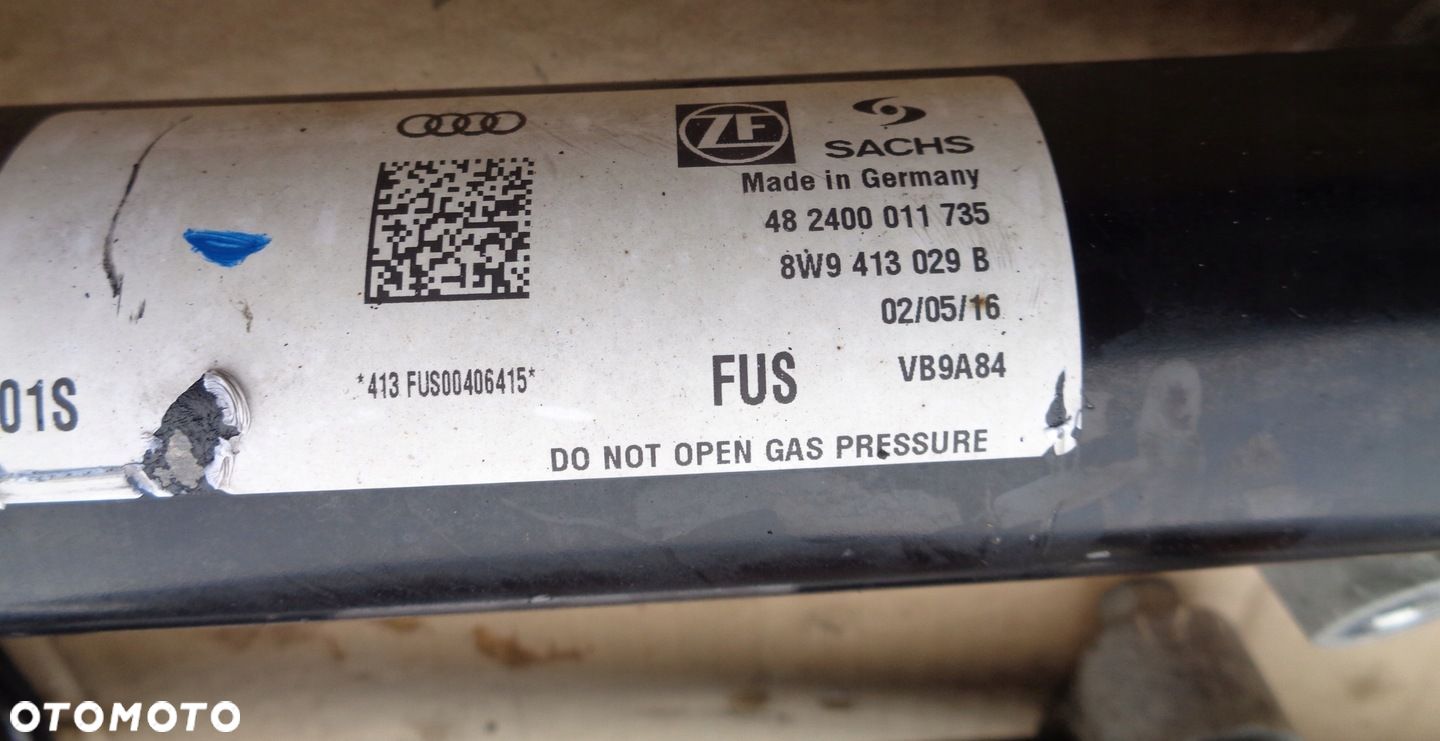 ZF
SACHS
Made in Germany
48 2400 011 735
8W9 413 029 B
02/05/16
VB9A84
FUS
*413 FUS00406415*
01S
DO NOT OPEN GAS PRESSURE
OTOMOTO